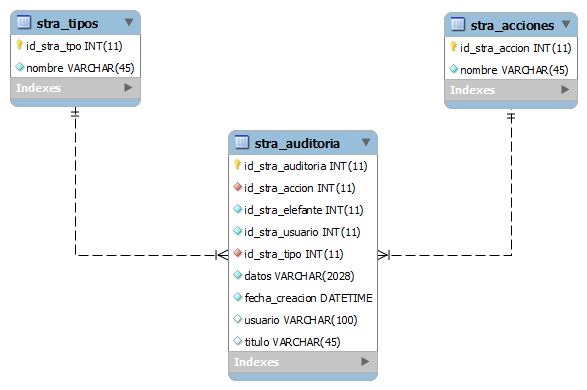 stra_tipos
id_stra_tpo INT(11)
nombre VARCHAR(45)
Indexes
stra_acciones
id_stra_accion INT(11)
nombre VARCHAR(45)
Indexes
stra_auditoria
id_stra_auditoria INT(11)
id_stra_accion INT(11)
id_stra_elefante INT(11)
id_stra_usuario INT(11)
id_stra_tipo INT(11)
datos VARCHAR(2028)
fecha_creacion DATETIME
usuario VARCHAR(100)
titulo VARCHAR(45)
Indexes